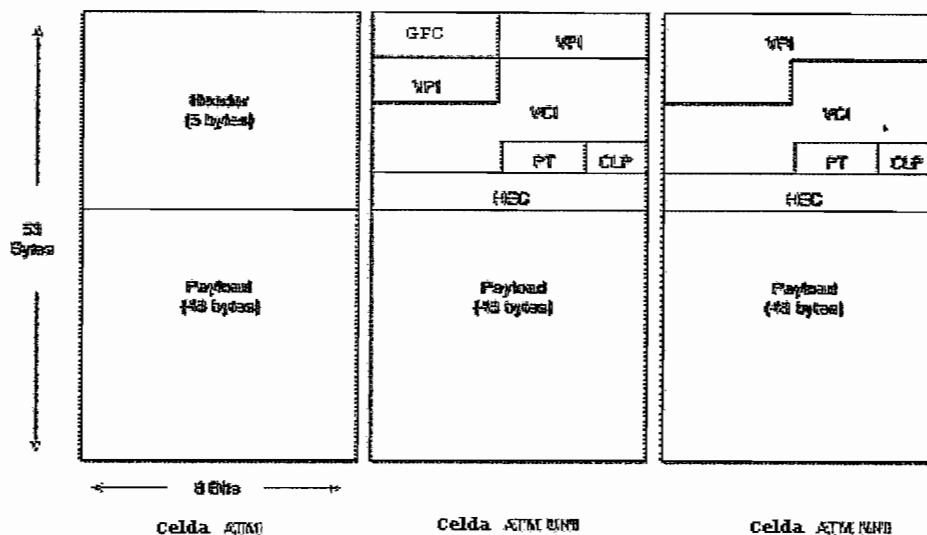 GFC
VPI
VPI
VPI
Header
(5 bytes)
VCI
VCI
PT
CLP
PT
CLP
HEC
HEC
53
Bytes
Payload
(48 bytes)
Payload
(48 bytes)
Payload
(48 bytes)
8 Bits
Celda ATM
Celda ATM UNI
Celda ATM NNI